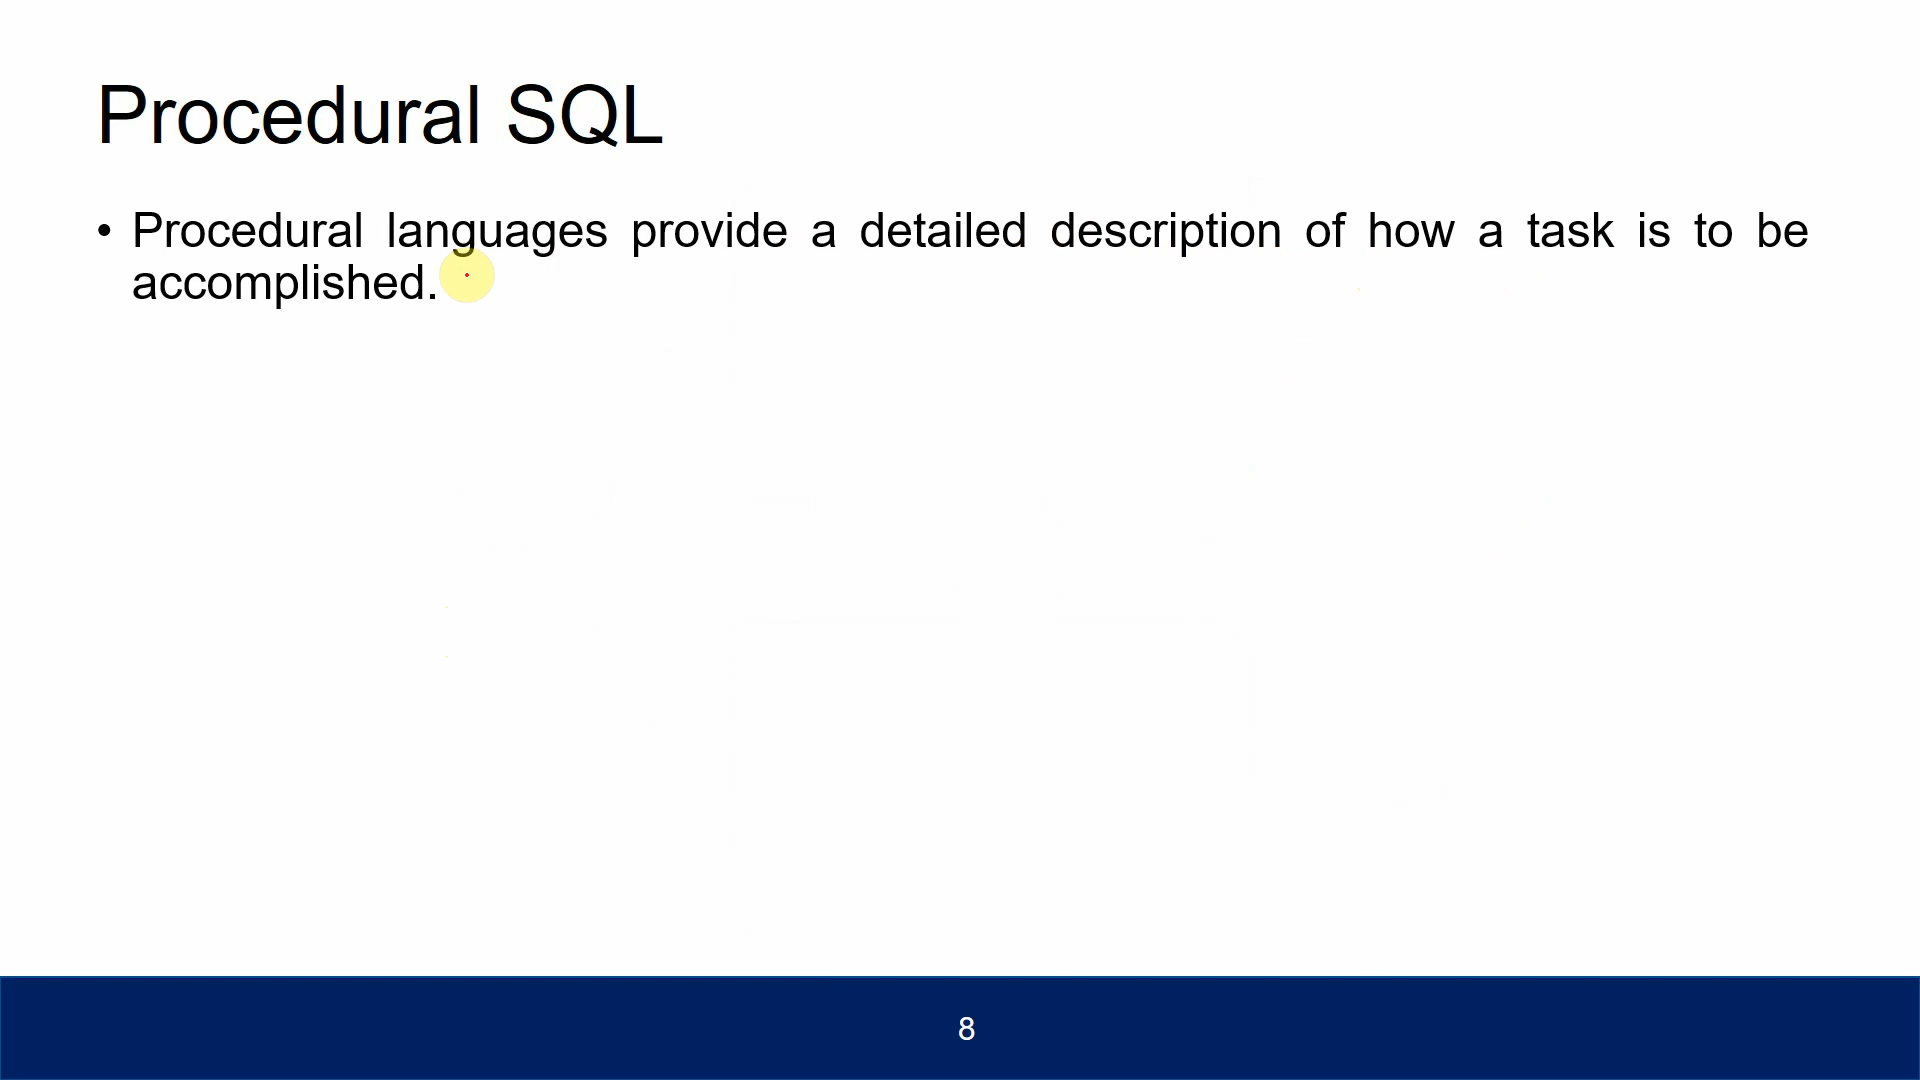 Procedural SQL
• Procedural languages provide a detailed description of how a task is to be
accomplished.
8